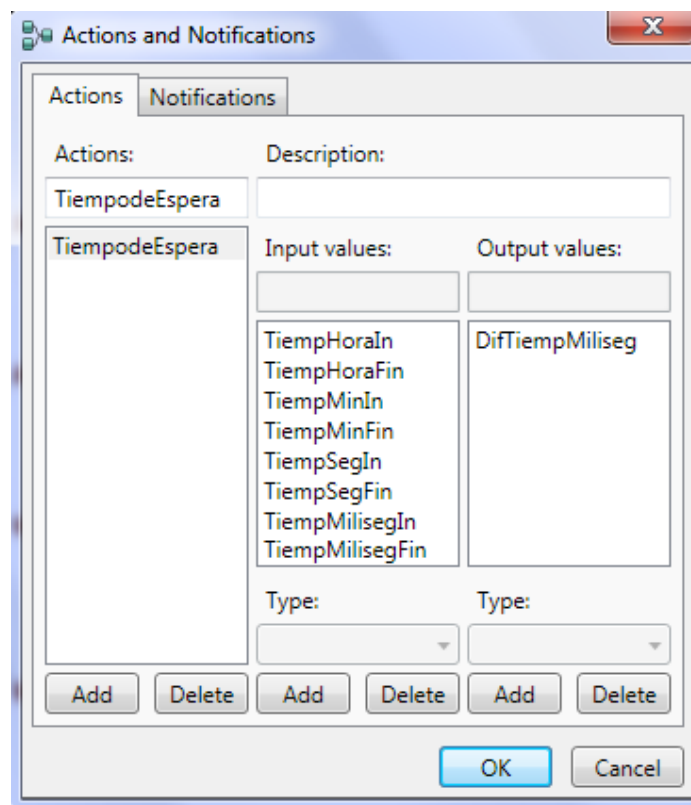 Actions and Notifications
Actions
Notifications
Actions:
Description:
TiempodeEspera
TiempodeEspera
Input values:
Output values:
TiempHoraIn
TiempHoraFin
TiempMinIn
TiempMinFin
TiempSegIn
TiempSegFin
TiempMilisegIn
TiempMilisegFin
DifTiempMiliseg
Type:
Type:
Add
Delete
Add
Delete
Add
Delete
OK
Cancel